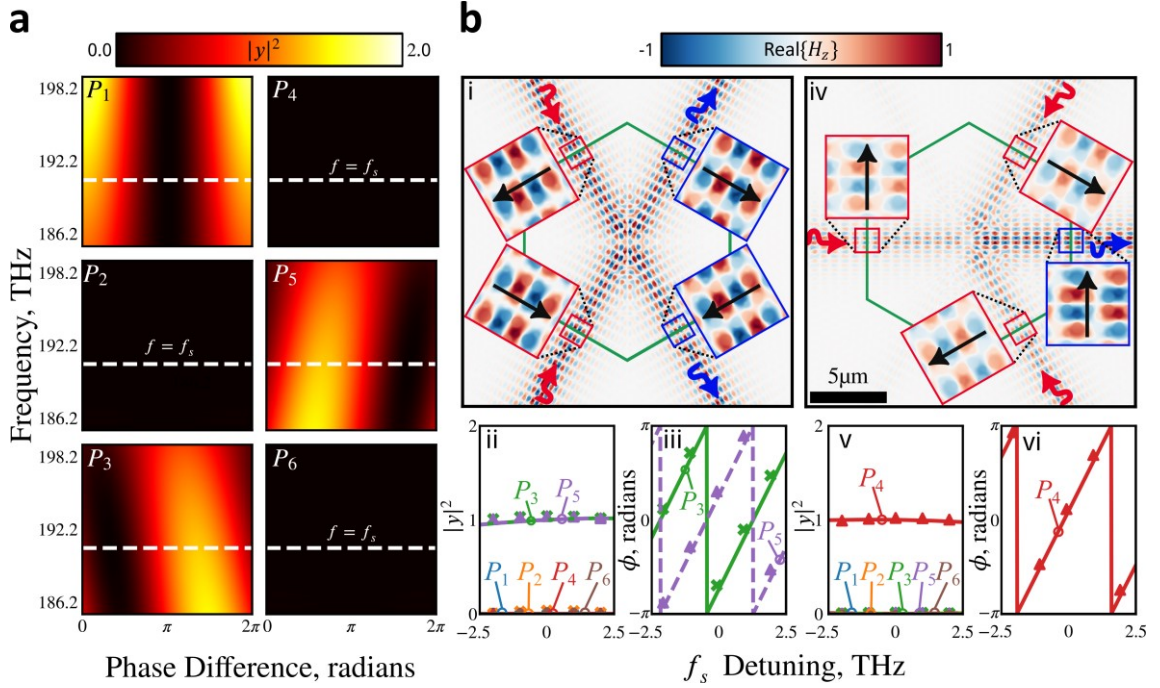 a
0.0 |y|² 2.0
198.2
192.2
186.2
P₁
P₄
f = fₛ
198.2
192.2
186.2
P₂
f = fₛ
P₅
198.2
192.2
186.2
P₃
P₆
f = fₛ
0 π 2π
0 π 2π
Frequency, THz
Phase Difference, radians
b
-1 Real{H_z} 1
i
iv
5μm
ii
|y|²
2
1
0
P₃ P₅
P₁ P₂ P₄ P₆
-2.5 0 2.5
iii
ϕ, radians
π
0
−π
P₃
P₅
-2.5 0 2.5
v
|y|²
2
1
0
P₄
P₁ P₂ P₃ P₅ P₆
-2.5 0 2.5
vi
ϕ, radians
π
0
−π
P₄
-2.5 0 2.5
fₛ Detuning, THz